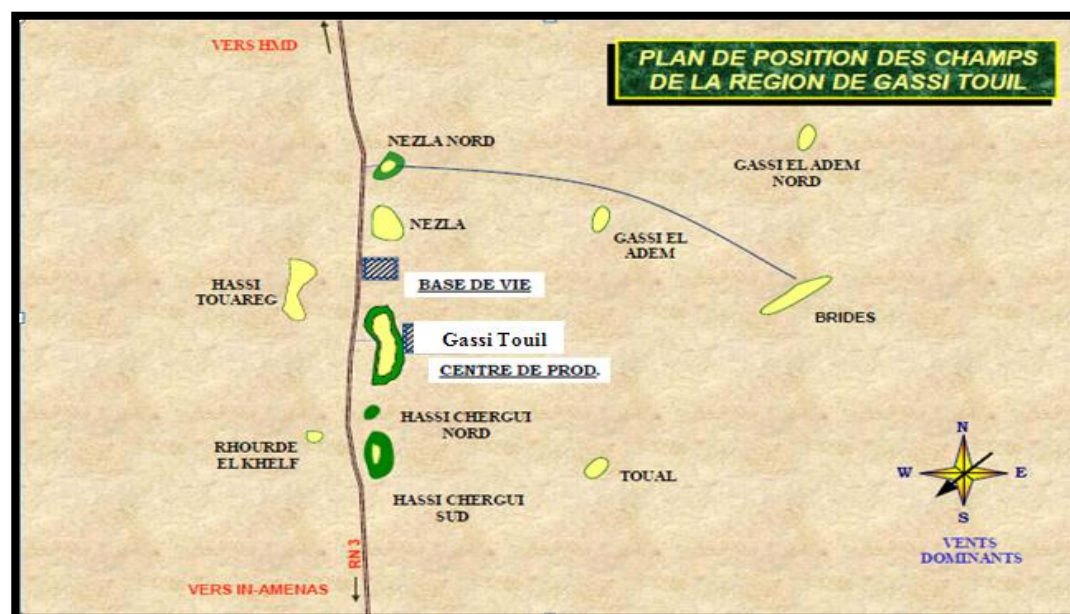 VERS HMD
PLAN DE POSITION DES CHAMPS
DE LA REGION DE GASSI TOUIL
NEZLA NORD
GASSI EL ADEM
NORD
NEZLA
GASSI EL
ADEM
HASSI
TOUAREG
BASE DE VIE
BRIDES
Gassi Touil
CENTRE DE PROD.
HASSI CHERGUI
NORD
RHOURDE
EL KHELF
TOUAL
HASSI CHERGUI
SUD
N
W
E
S
VENTS
DOMINANTS
RN 3
VERS IN-AMENAS